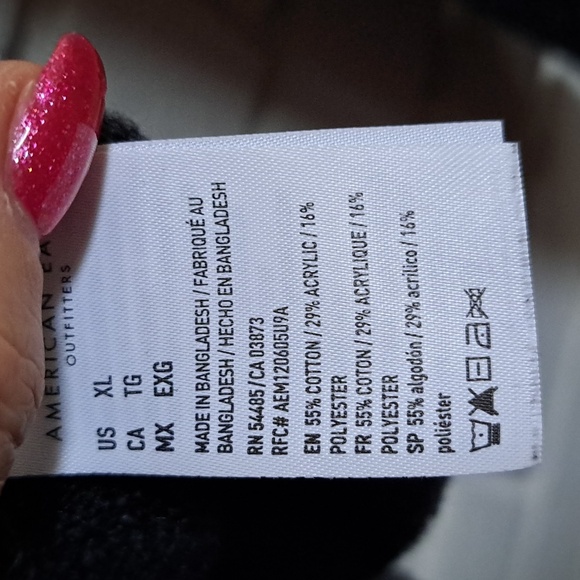 AMERICAN EA
OUTFITTERS
US XL
CA TG
MX EXG
MADE IN BANGLADESH / FABRIQUÉ AU
BANGLADESH / HECHO EN BANGLADESH
RN 54485/CA 03873
RFC# AEM120605U9A
EN 55% COTTON / 29% ACRYLIC / 16%
POLYESTER
FR 55% COTON / 29% ACRYLIQUE / 16%
POLYESTER
SP 55% algodón / 29% acrílico / 16%
poliéster